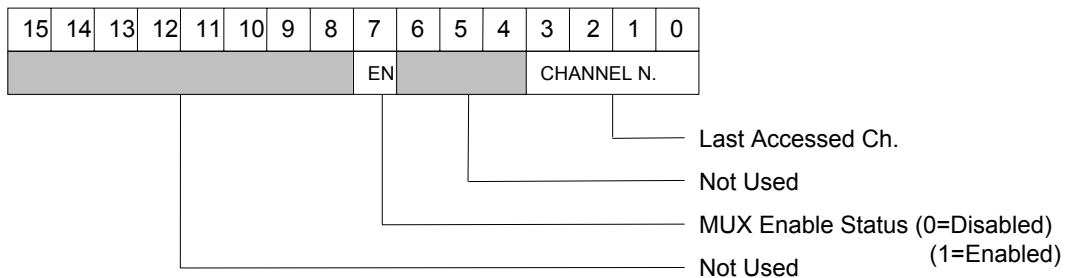 15 14 13 12 11 10 9 8 7 6 5 4 3 2 1 0
EN CHANNEL N.
Last Accessed Ch.
Not Used
MUX Enable Status (0=Disabled)
(1=Enabled)
Not Used